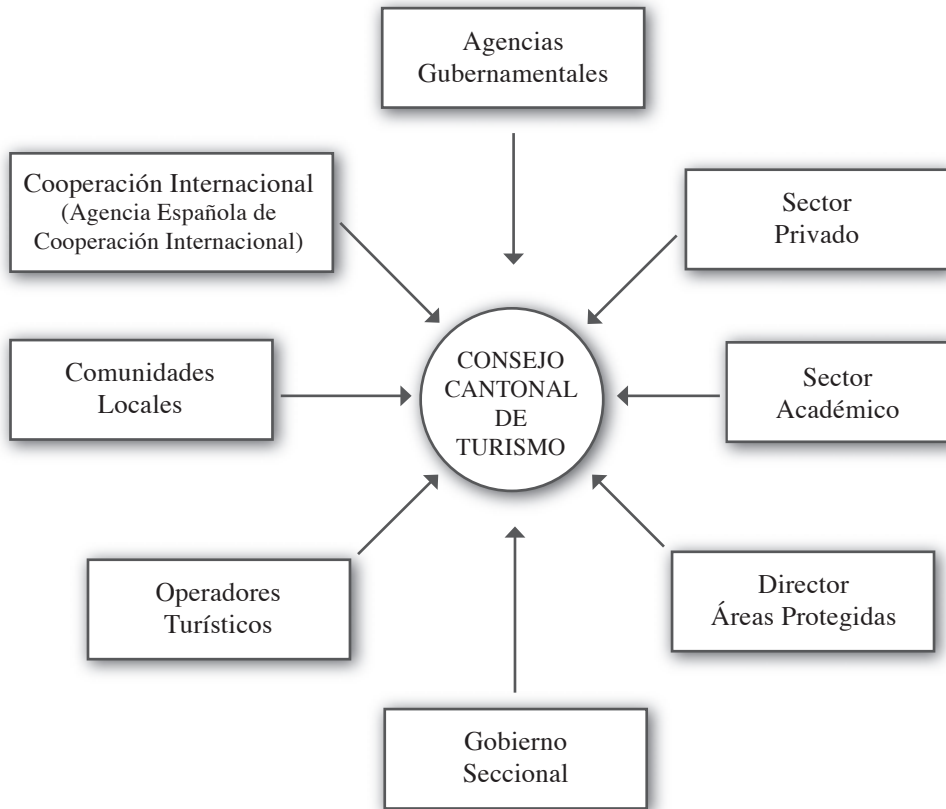 Agencias
Gubernamentales
Cooperación Internacional
(Agencia Española de
Cooperación Internacional)
Sector
Privado
Comunidades
Locales
CONSEJO
CANTONAL
DE
TURISMO
Sector
Académico
Operadores
Turísticos
Director
Áreas Protegidas
Gobierno
Seccional